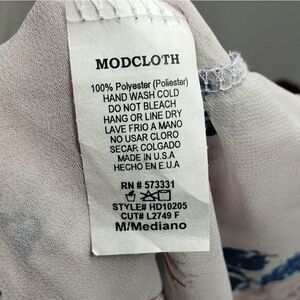 MODCLOTH
100% Polyester (Poliester)
HAND WASH COLD
DO NOT BLEACH
HANG OR LINE DRY
LAVE FRIO A MANO
NO USAR CLORO
SECAR COLGADO
MADE IN U.S.A
HECHO EN E.U.A
RN # 573331
STYLE# HD10205
CUT# L2749 F
M/Mediano